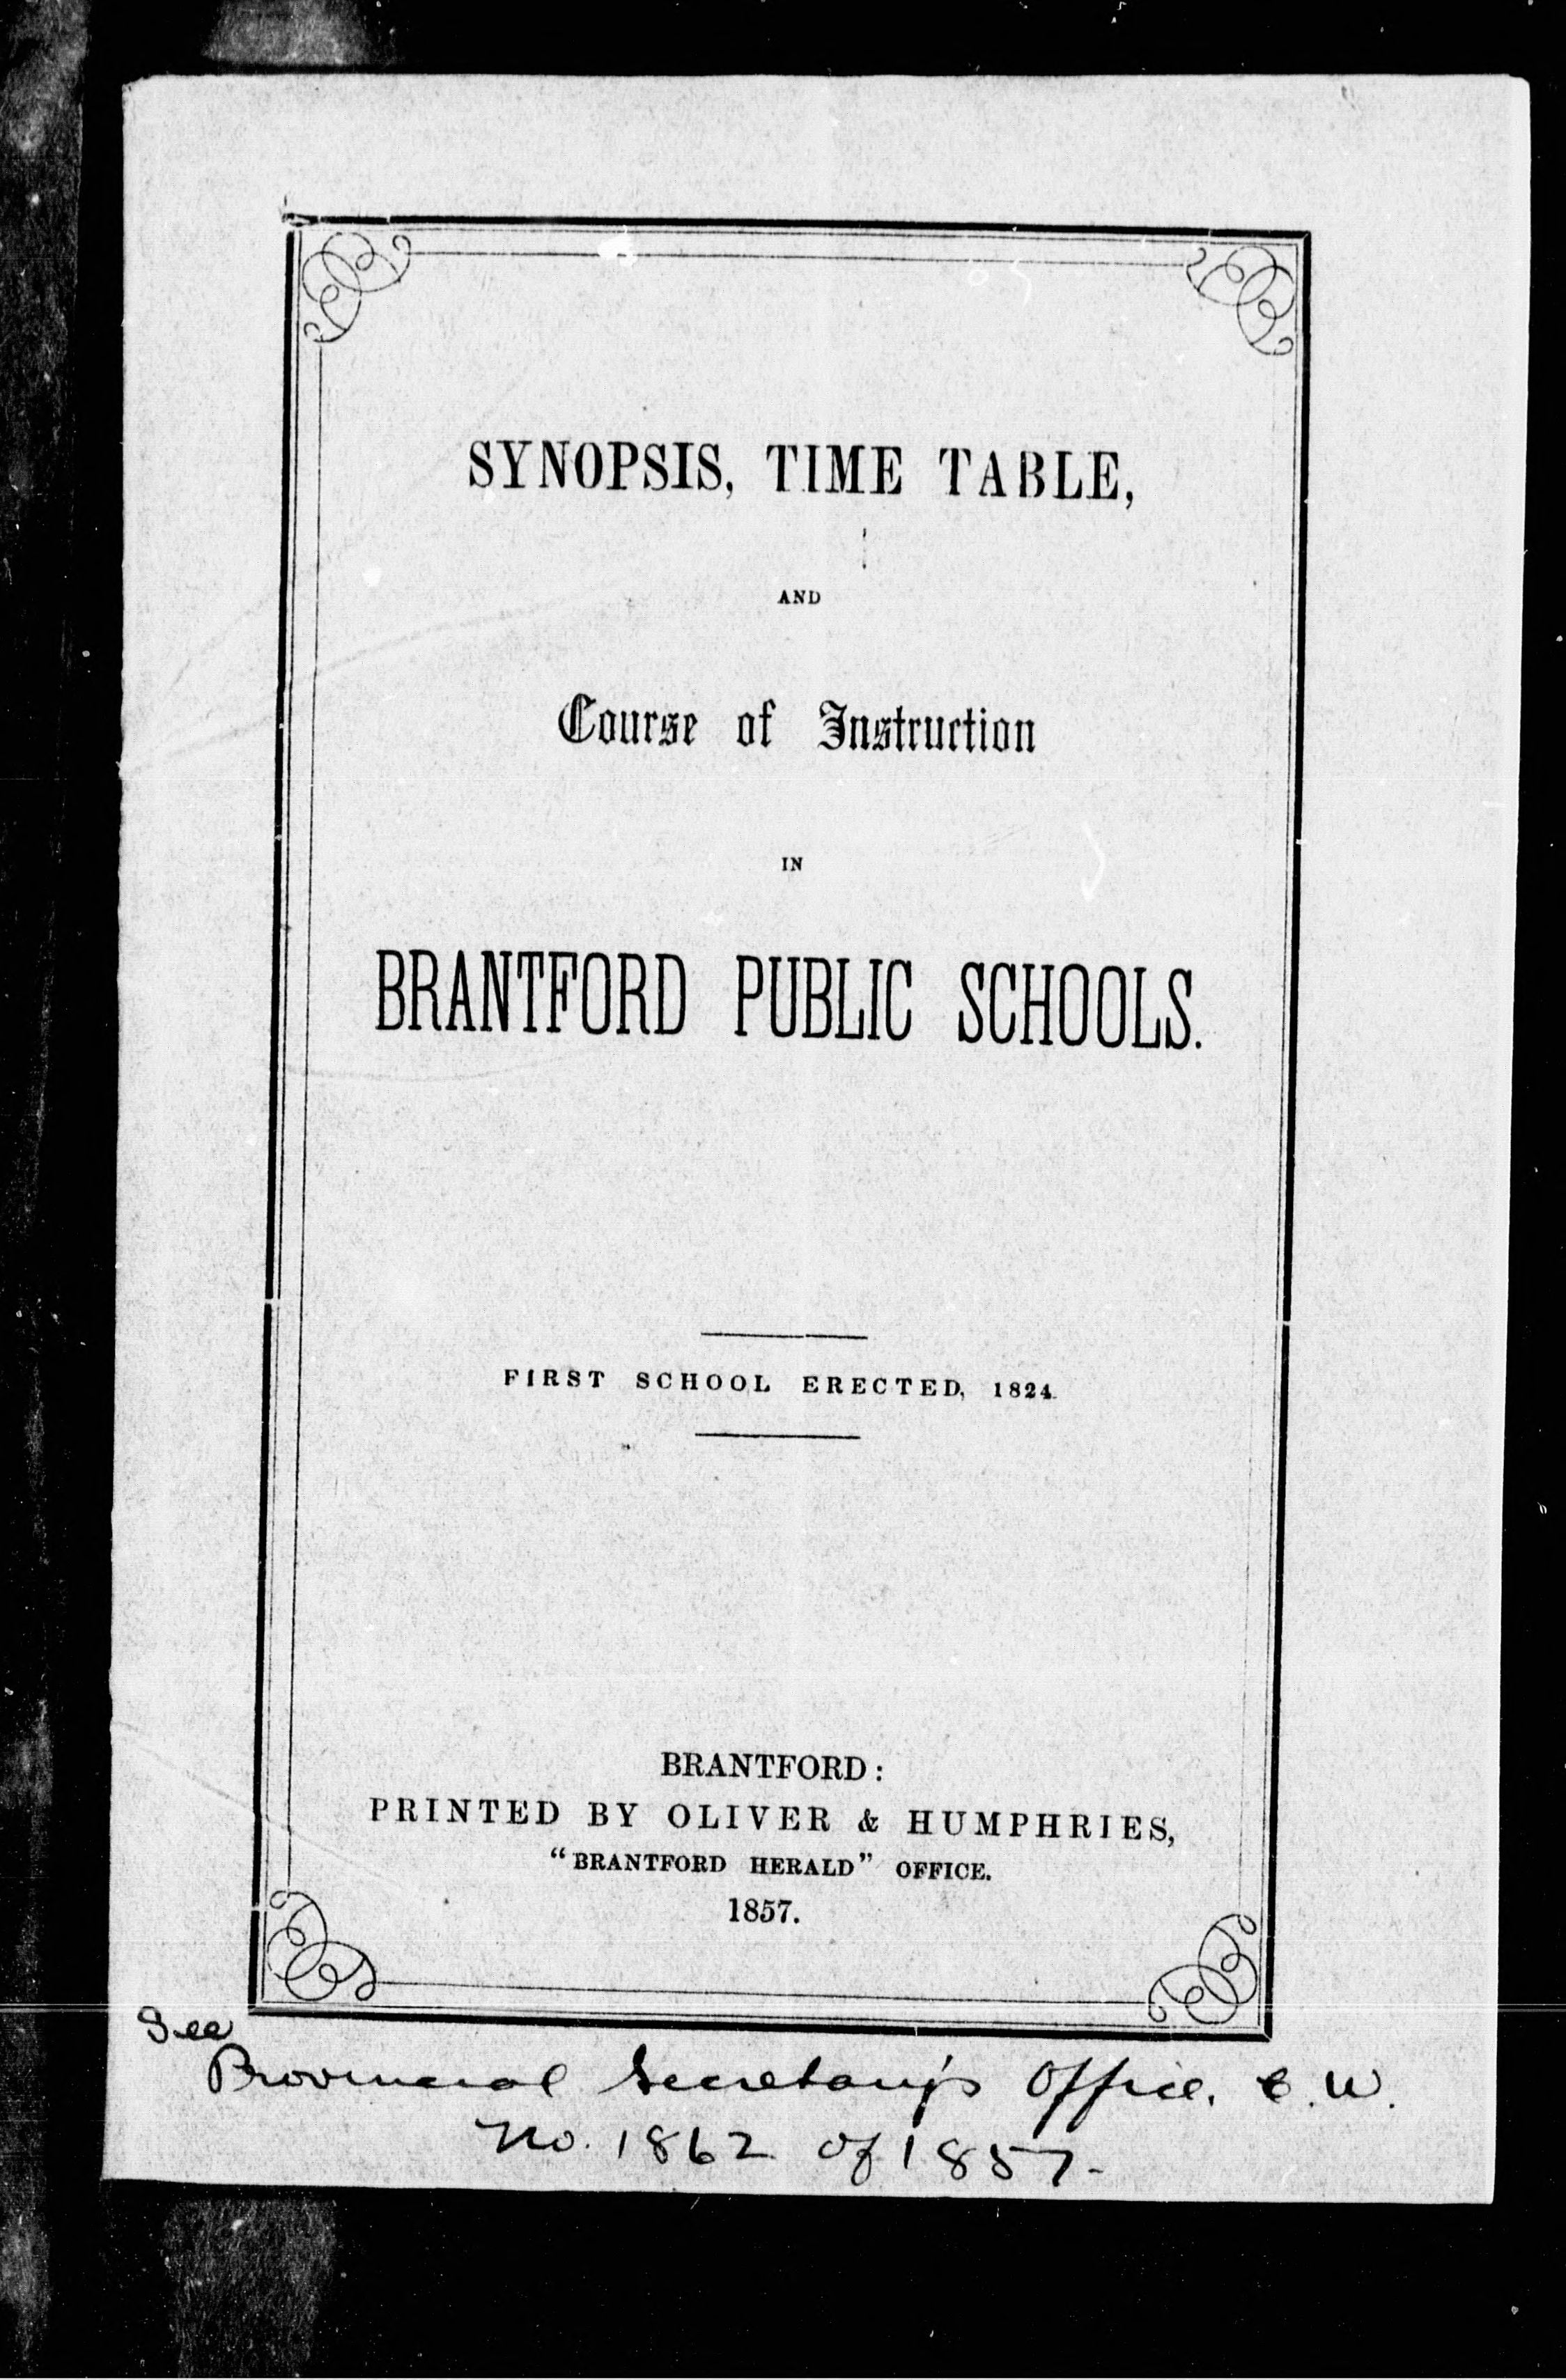 SYNOPSIS, TIME TABLE,
AND
Course of Instruction
IN
BRANTFORD PUBLIC SCHOOLS.
FIRST SCHOOL ERECTED, 1824.
BRANTFORD:
PRINTED BY OLIVER & HUMPHRIES,
"BRANTFORD HERALD" OFFICE.
1857.
See
Provincial Secretary's Office, C.W.
No. 1862 of 1857.